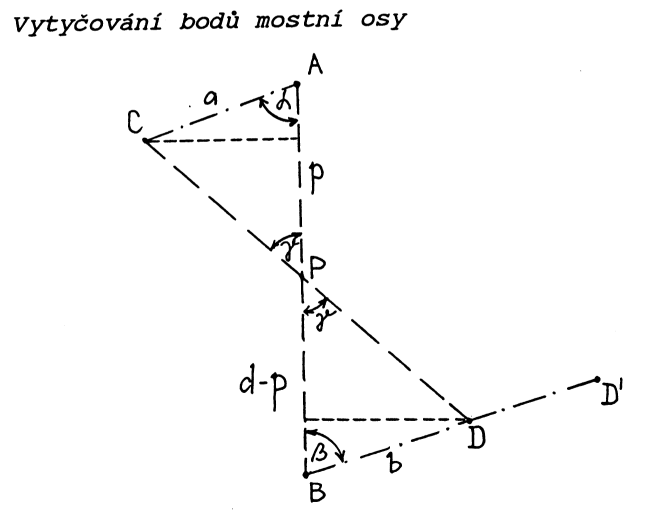 Vytyčování bodů mostní osy
A
a
α
C
p
γ
P
γ
d-p
D'
D
β
b
B